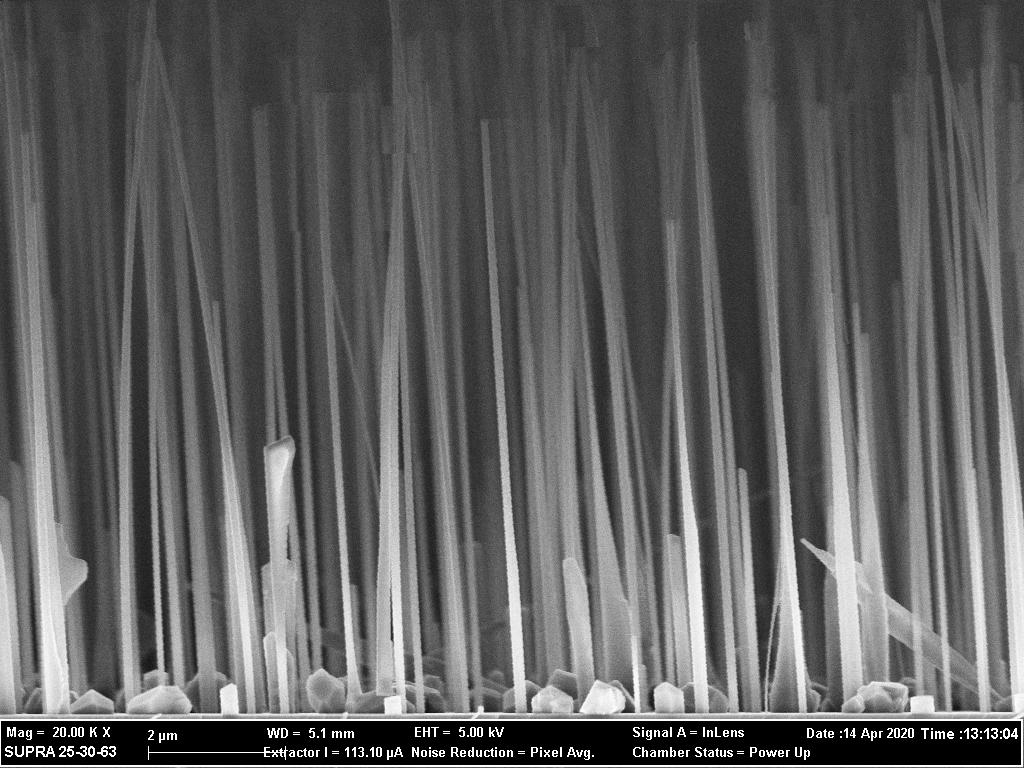 Mag = 20.00 K X 2 µm WD = 5.1 mm EHT = 5.00 kV Signal A = InLens Date :14 Apr 2020 Time :13:13:04
SUPRA 25-30-63 Extractor I = 113.10 µA Noise Reduction = Pixel Avg. Chamber Status = Power Up